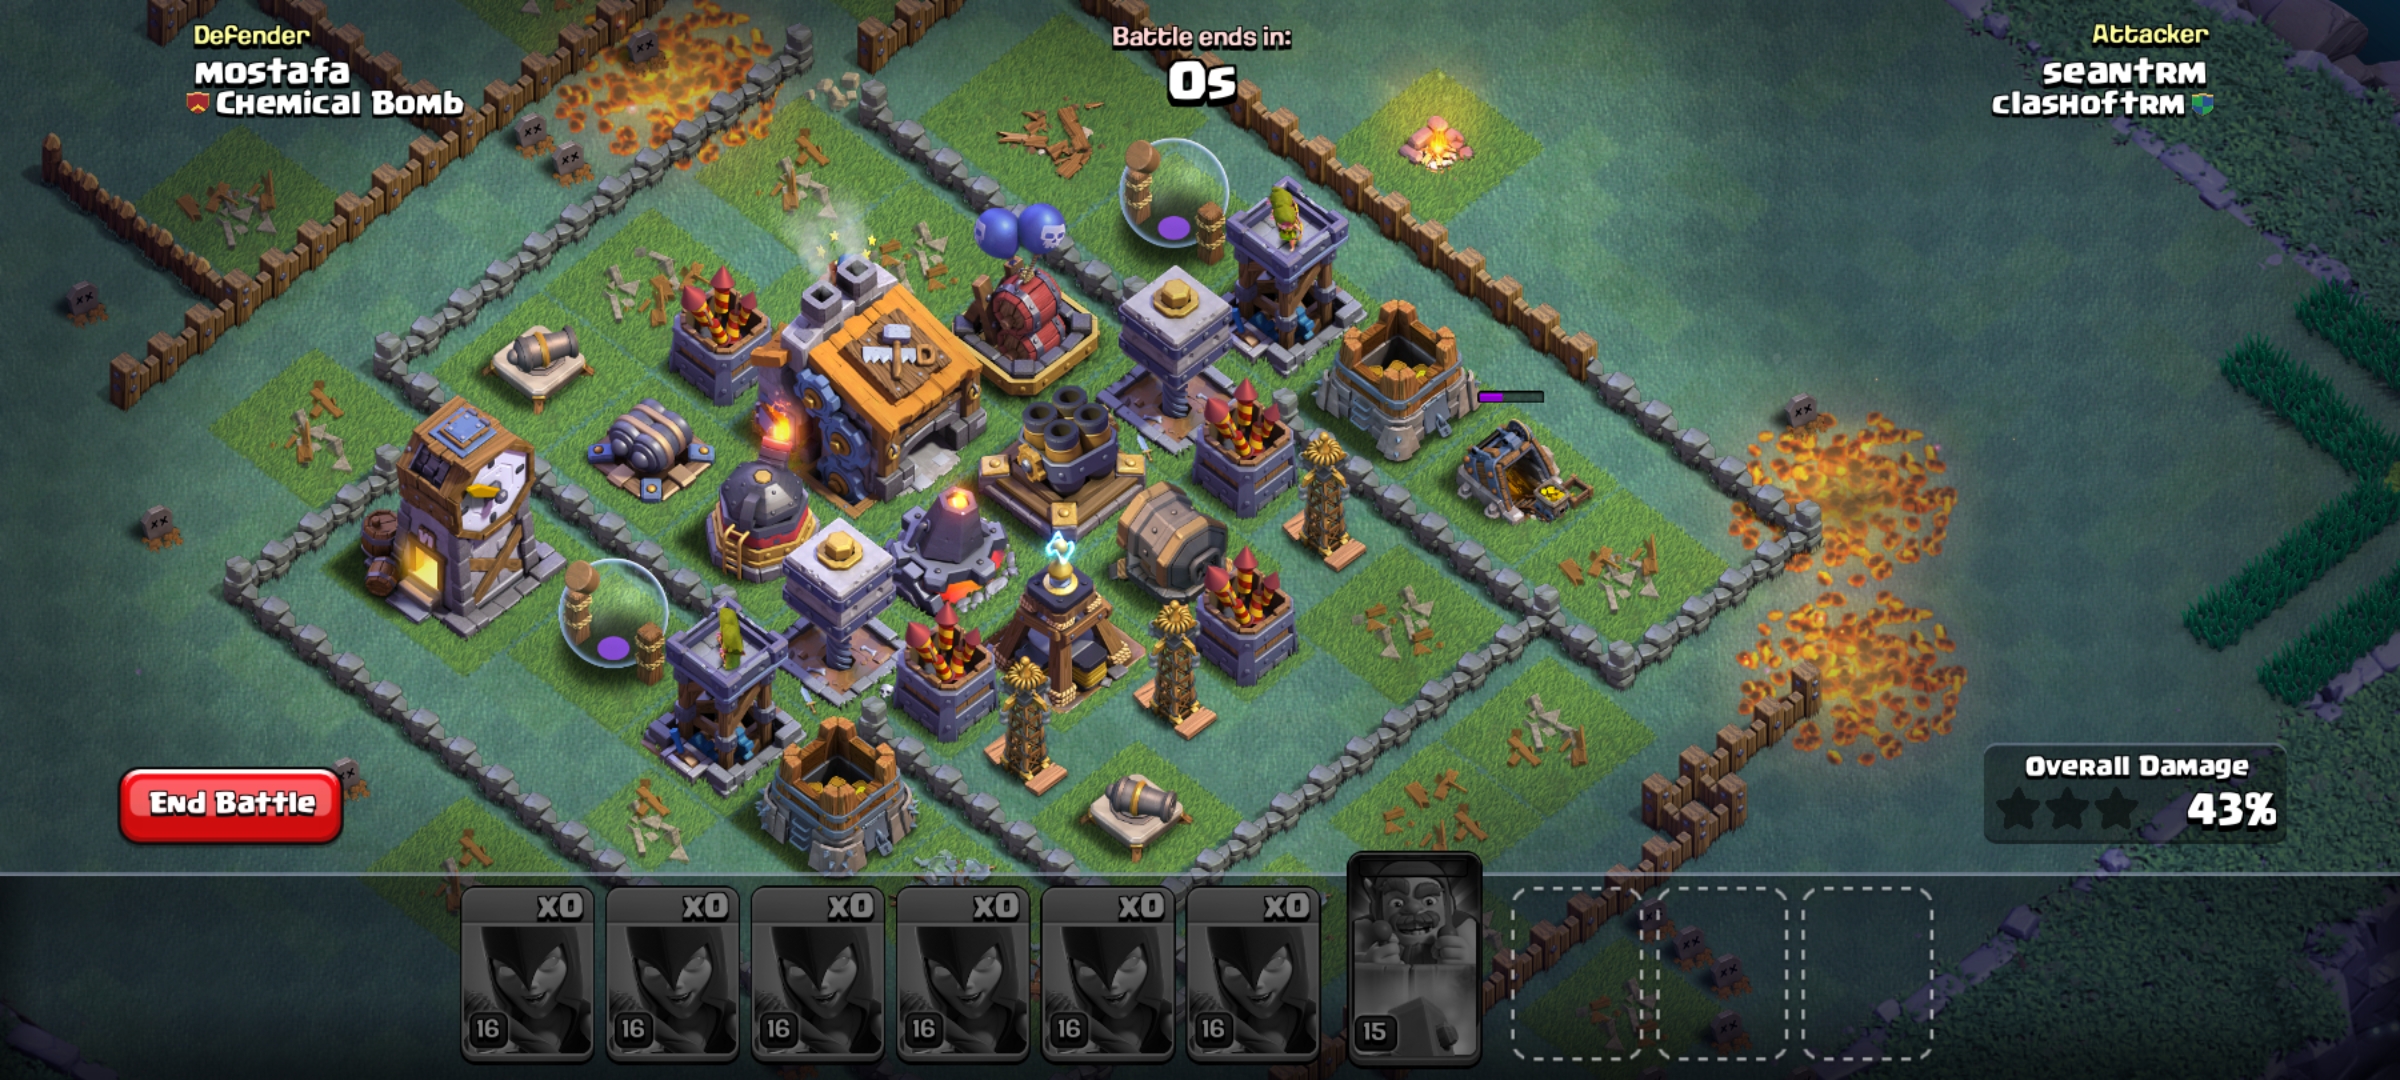 Defender
mostafa
Chemical Bomb
Battle ends in:
0s
Attacker
seantrm
clashoftrm
VI
End Battle
Overall Damage
43%
x0 x0 x0 x0 x0 x0
16 16 16 16 16 16 15